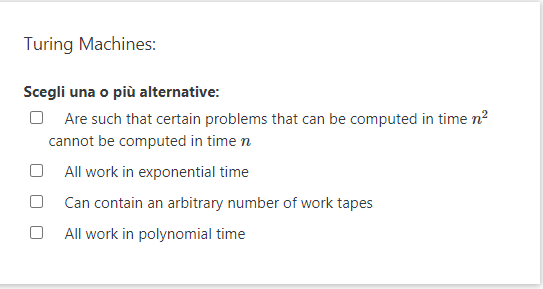 Turing Machines:
Scegli una o più alternative:
Are such that certain problems that can be computed in time n²
cannot be computed in time n
All work in exponential time
Can contain an arbitrary number of work tapes
All work in polynomial time